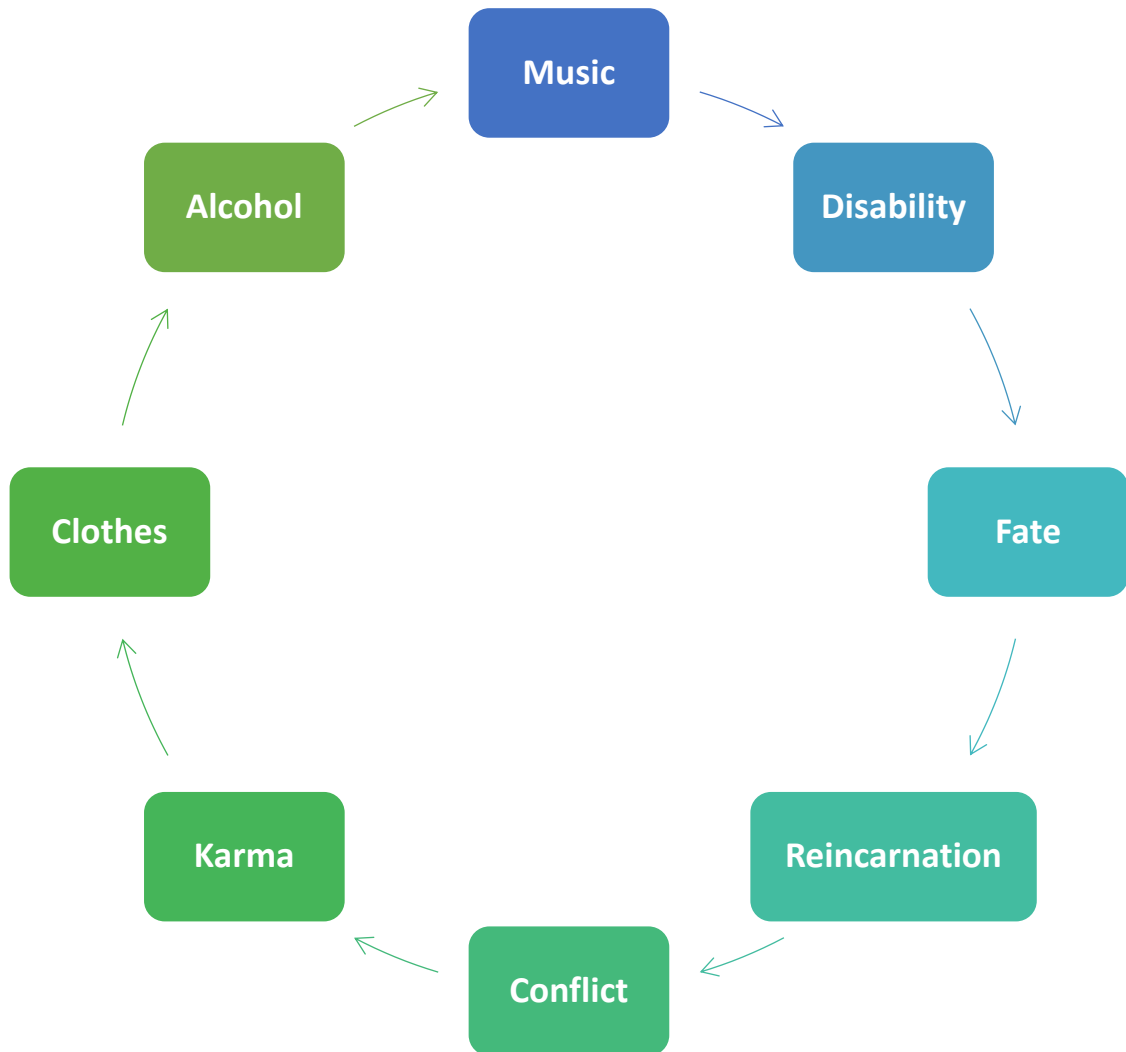 Music
Disability
Fate
Reincarnation
Conflict
Karma
Clothes
Alcohol